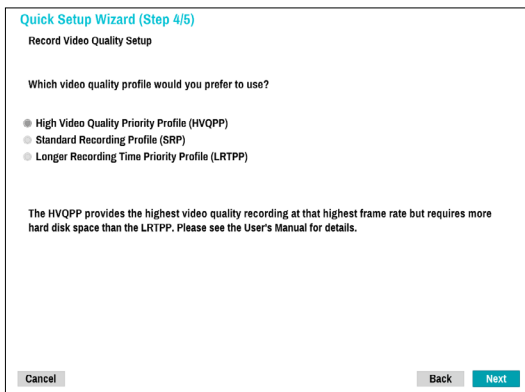 Quick Setup Wizard (Step 4/5)
Record Video Quality Setup
Which video quality profile would you prefer to use?
High Video Quality Priority Profile (HVQPP)
Standard Recording Profile (SRP)
Longer Recording Time Priority Profile (LRTPP)
The HVQPP provides the highest video quality recording at that highest frame rate but requires more
hard disk space than the LRTPP. Please see the User's Manual for details.
Cancel
Back
Next